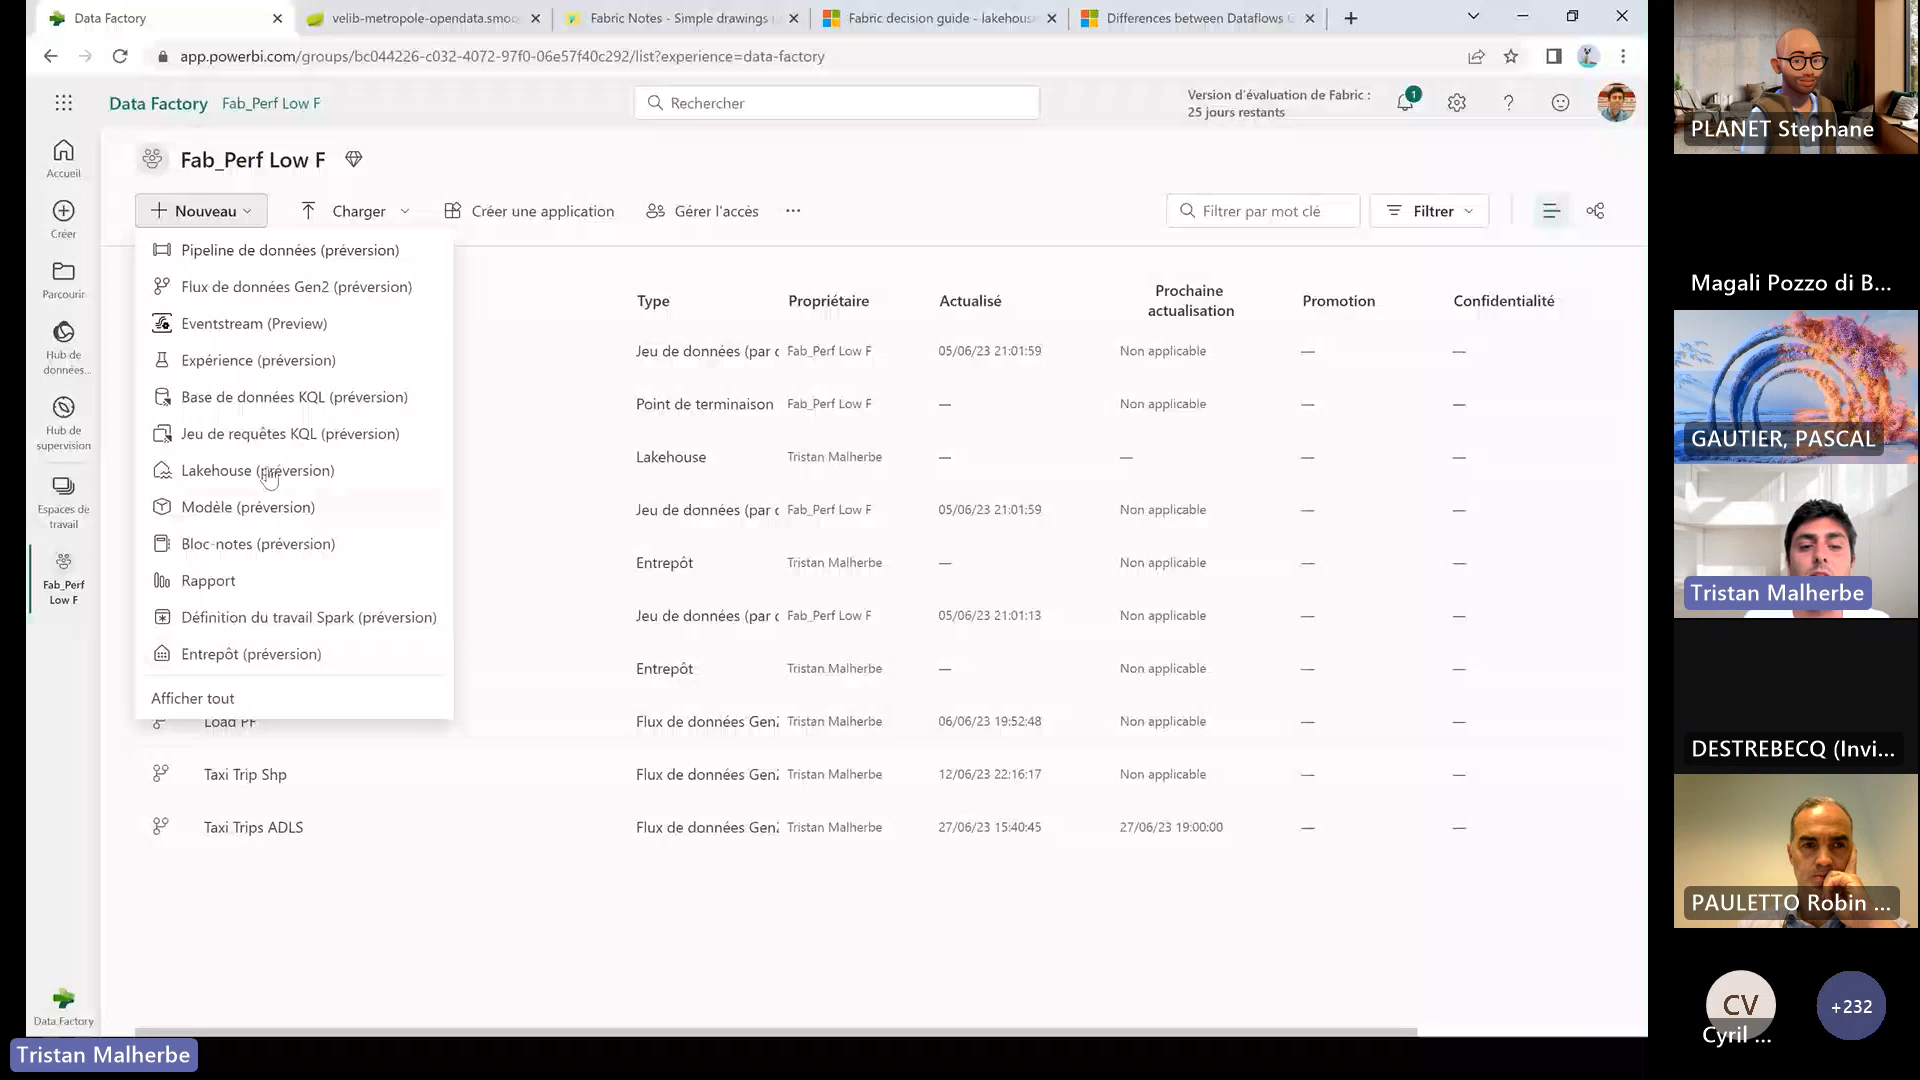 Data Factory
velib-metropole-opendata.smoo
Fabric Notes - Simple drawings
Fabric decision guide - lakehouse
Differences between Dataflows G
app.powerbi.com/groups/bc044226-c032-4072-97f0-06e57f40c292/list?experience=data-factory
Data Factory
Fab_Perf Low F
Rechercher
Version d'évaluation de Fabric :
25 jours restants
1
Accueil
Créer
Parcourir
Hub de
données...
Hub de
supervision
Espaces de
travail
Fab_Perf
Low F
Data Factory
Fab_Perf Low F
Nouveau
Charger
Créer une application
Gérer l'accès
...
Filtrer par mot clé
Filtrer
Pipeline de données (préversion)
Flux de données Gen2 (préversion)
Eventstream (Preview)
Expérience (préversion)
Base de données KQL (préversion)
Jeu de requêtes KQL (préversion)
Lakehouse (préversion)
Modèle (préversion)
Bloc-notes (préversion)
Rapport
Définition du travail Spark (préversion)
Entrepôt (préversion)
Afficher tout
Type
Propriétaire
Actualisé
Prochaine
actualisation
Promotion
Confidentialité
Jeu de données (par d
Fab_Perf Low F
05/06/23 21:01:59
Non applicable
—
—
Point de terminaison
Fab_Perf Low F
—
Non applicable
—
—
Lakehouse
Tristan Malherbe
—
—
—
—
Jeu de données (par d
Fab_Perf Low F
05/06/23 21:01:59
Non applicable
—
—
Entrepôt
Tristan Malherbe
—
Non applicable
—
—
Jeu de données (par d
Fab_Perf Low F
05/06/23 21:01:13
Non applicable
—
—
Entrepôt
Tristan Malherbe
—
Non applicable
—
—
Load PF
Flux de données Gen2
Tristan Malherbe
06/06/23 19:52:48
Non applicable
—
—
Taxi Trip Shp
Flux de données Gen2
Tristan Malherbe
12/06/23 22:16:17
Non applicable
—
—
Taxi Trips ADLS
Flux de données Gen2
Tristan Malherbe
27/06/23 15:40:45
27/06/23 19:00:00
—
—
Tristan Malherbe
PLANET Stephane
Magali Pozzo di B...
GAUTIER, PASCAL
Tristan Malherbe
DESTREBECQ (Invi...
PAULETTO Robin ...
CV
Cyril ...
+232